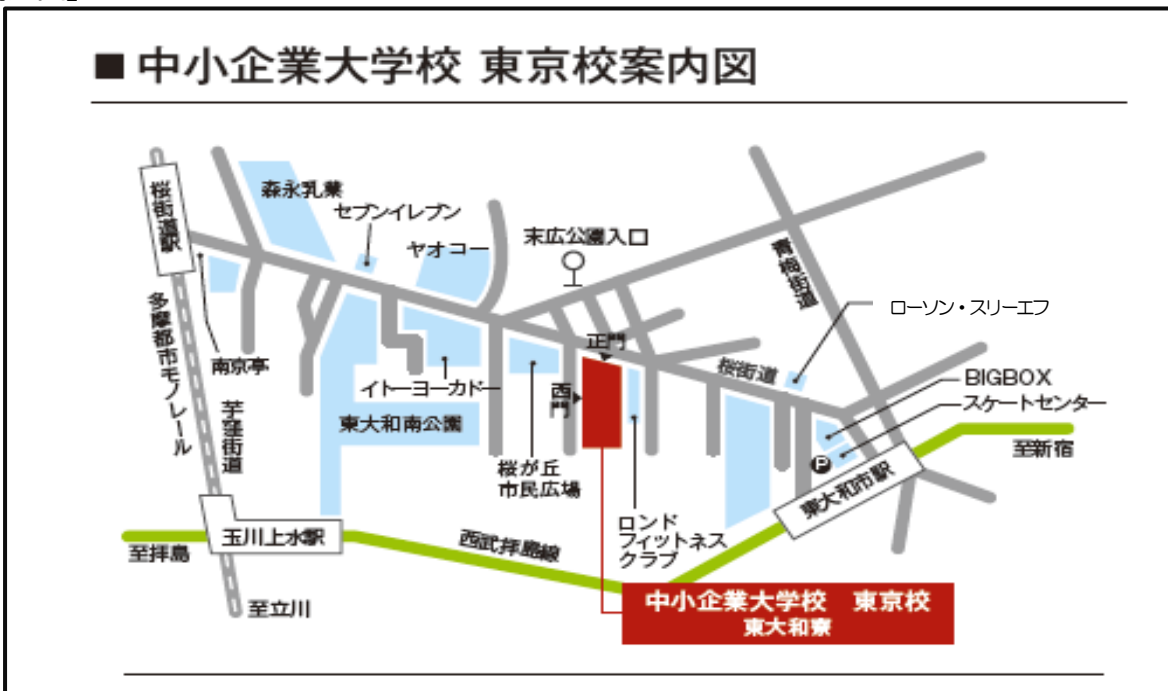 ■ 中小企業大学校 東京校案内図
桜街道駅
森永乳業
セブンイレブン
ヤオコー
末広公園入口
青梅街道
ローソン・スリーエフ
多摩都市モノレール
南京亭
芋窪街道
イトーヨーカドー
東大和南公園
正門
西門
桜街道
BIGBOX
スケートセンター
至新宿
桜が丘
市民広場
P
東大和市駅
ロンド
フィットネス
クラブ
玉川上水駅
至拝島
西武拝島線
至立川
中小企業大学校 東京校
東大和寮